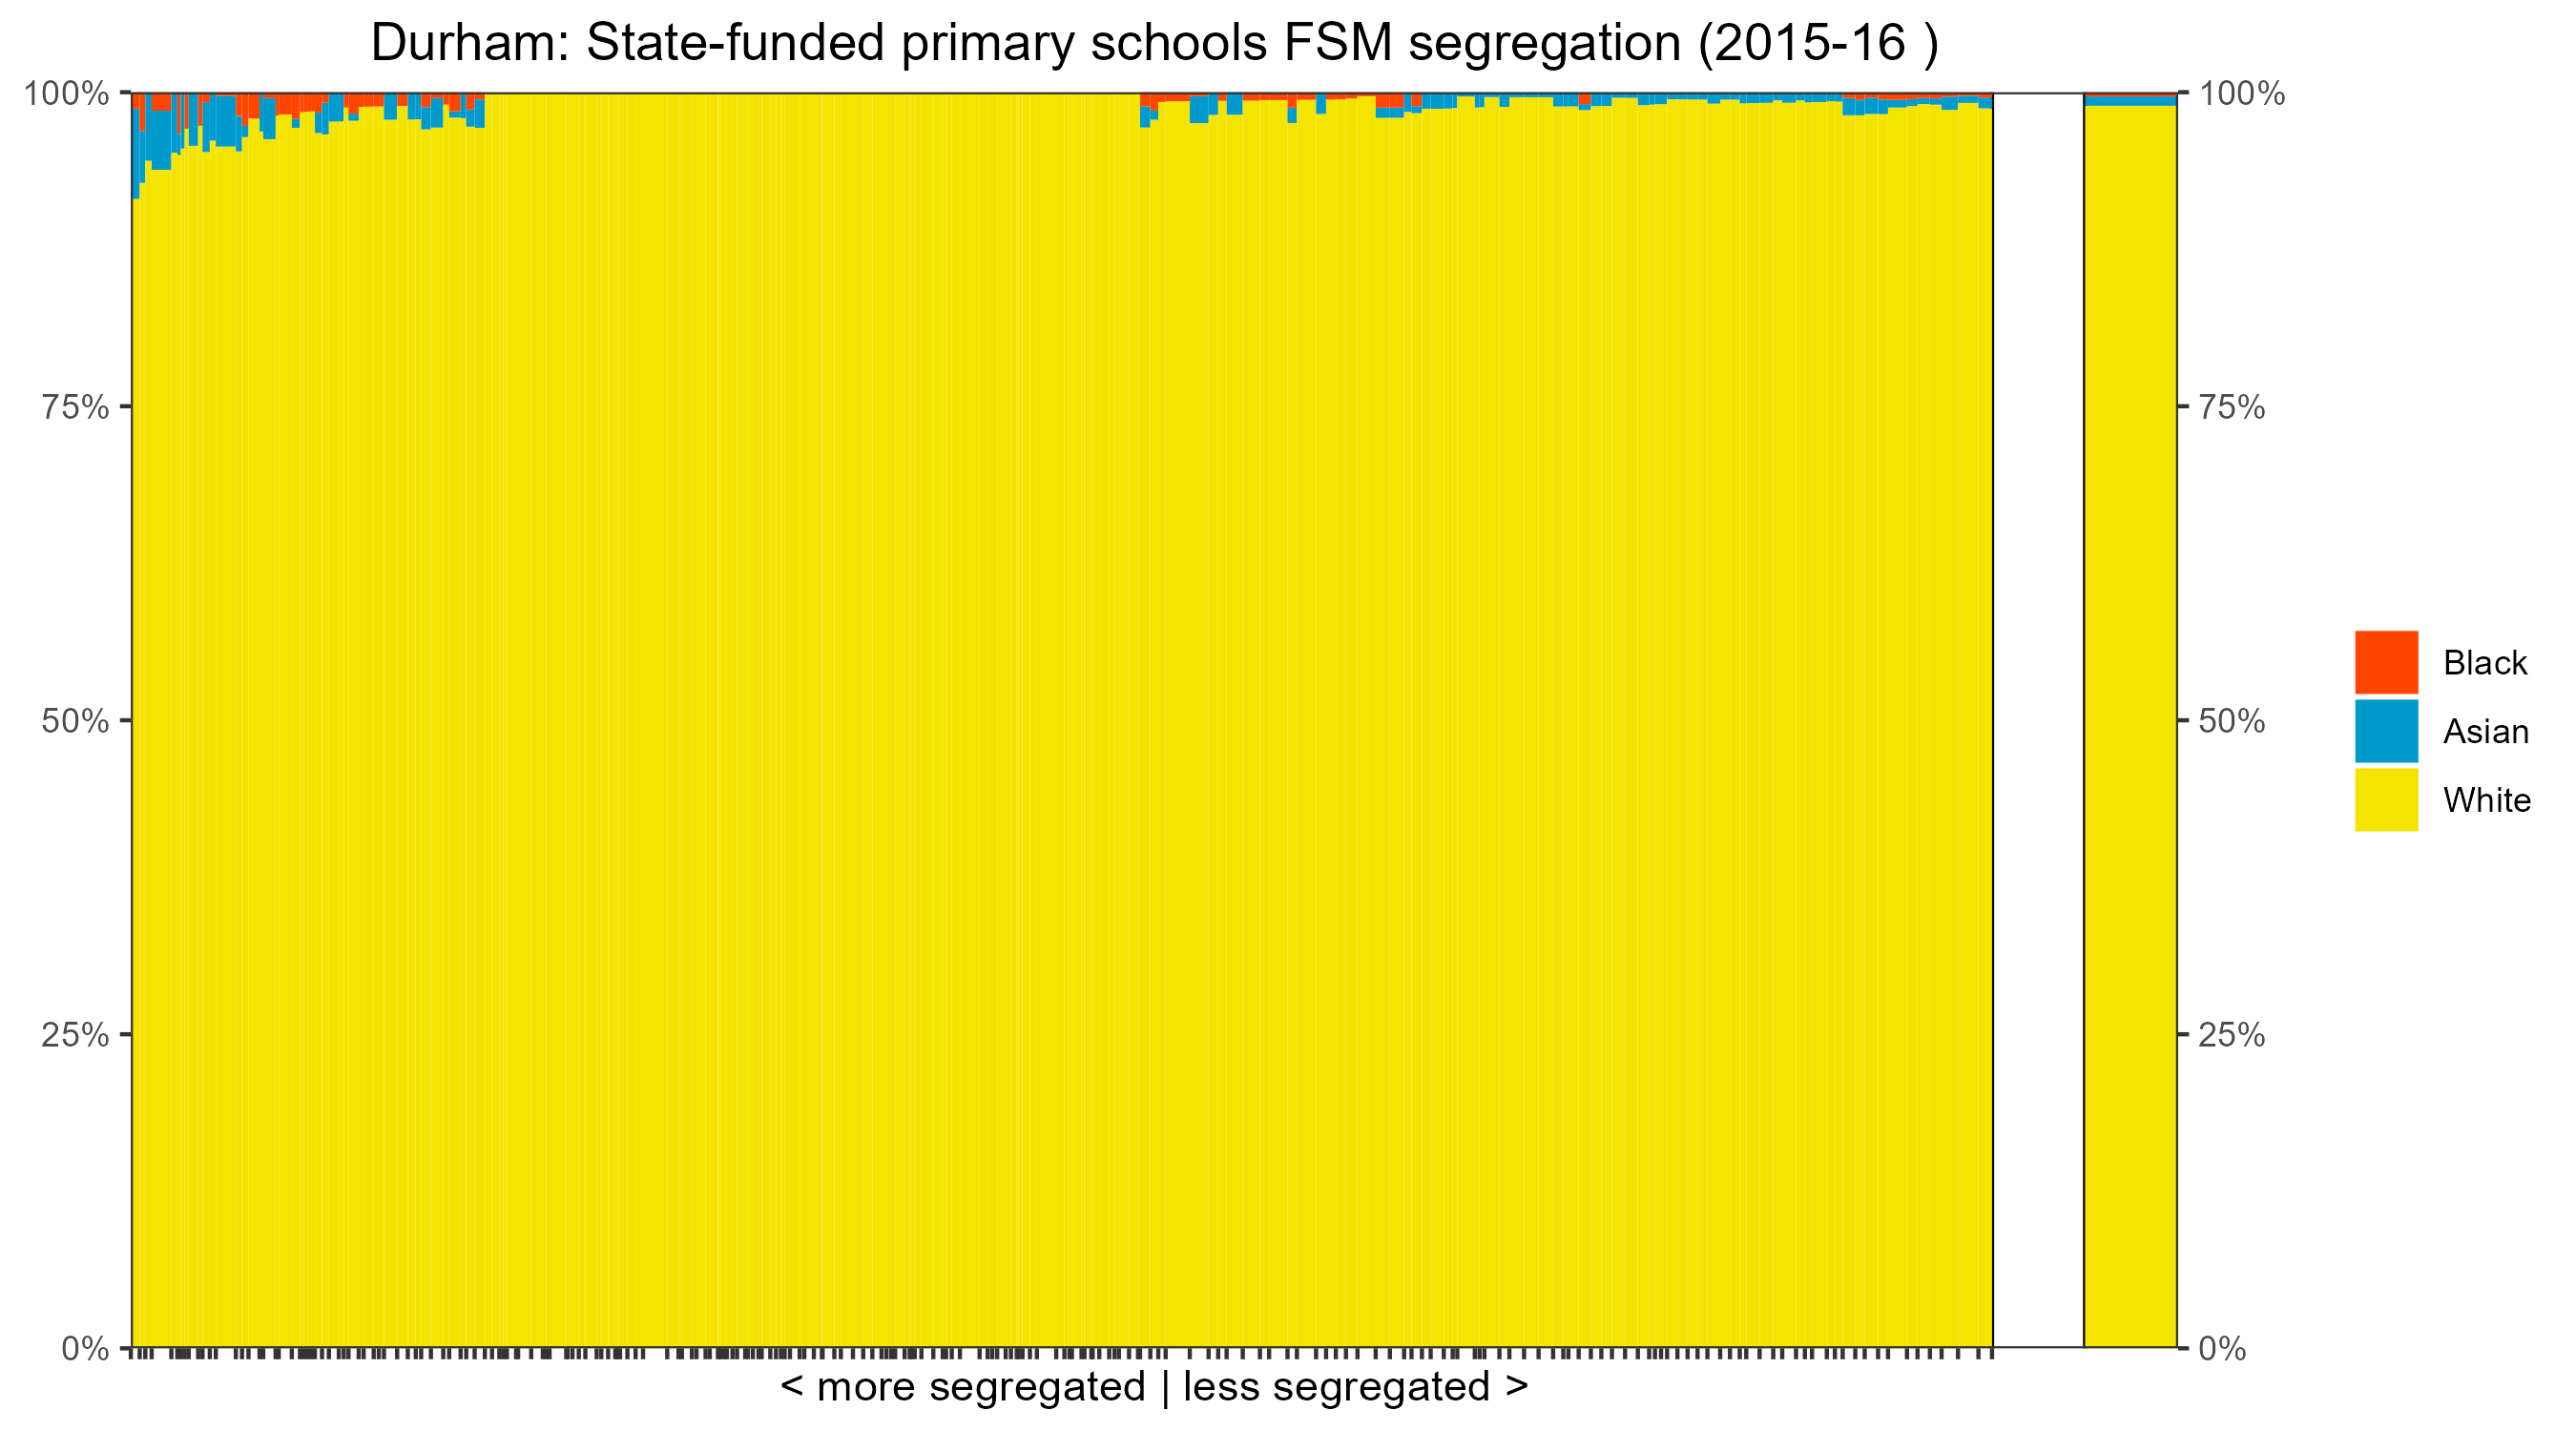 Durham: State-funded primary schools FSM segregation (2015-16 )
100%
75%
50%
25%
0%
100%
75%
50%
25%
0%
Black
Asian
White
< more segregated | less segregated >